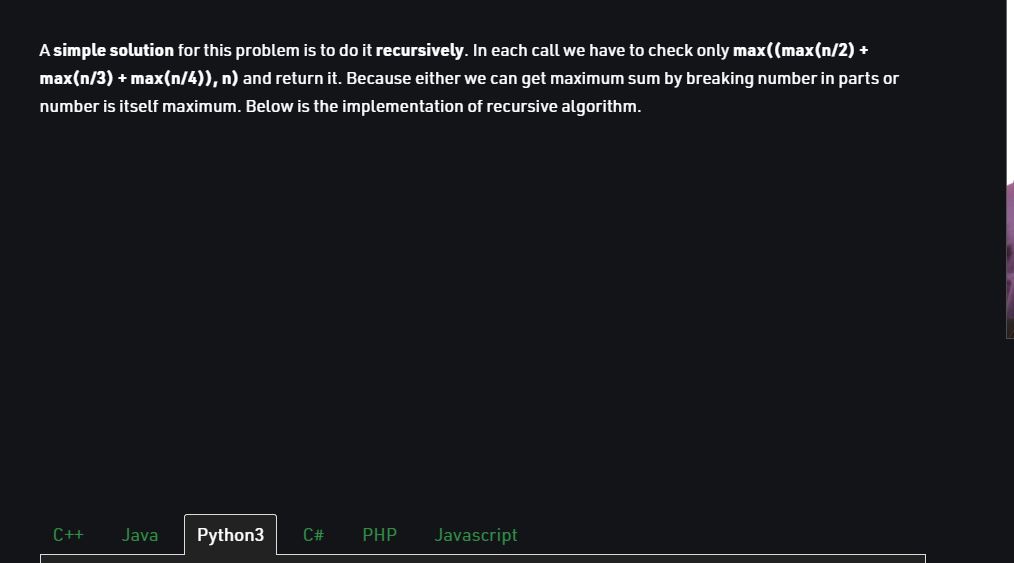 A simple solution for this problem is to do it recursively. In each call we have to check only max((max(n/2) +
max(n/3) + max(n/4)), n) and return it. Because either we can get maximum sum by breaking number in parts or
number is itself maximum. Below is the implementation of recursive algorithm.
C++ Java Python3 C# PHP Javascript